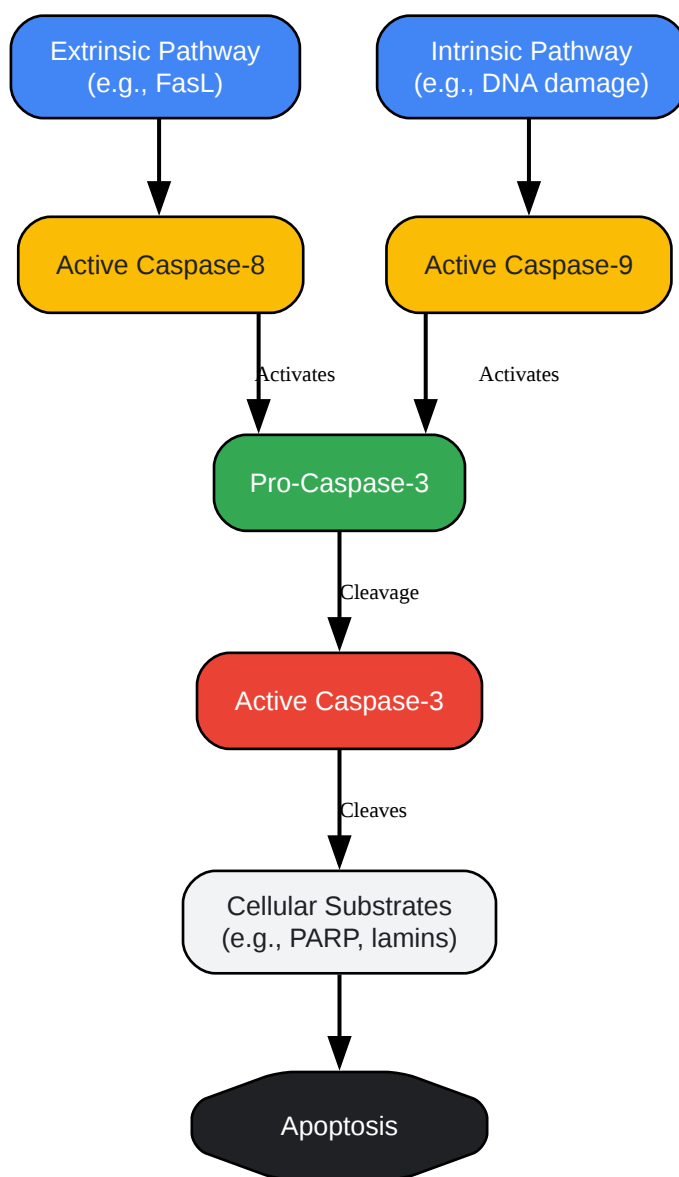 Extrinsic Pathway
(e.g., FasL)
Intrinsic Pathway
(e.g., DNA damage)
Active Caspase-8
Active Caspase-9
Activates
Activates
Pro-Caspase-3
Cleavage
Active Caspase-3
Cleaves
Cellular Substrates
(e.g., PARP, lamins)
Apoptosis